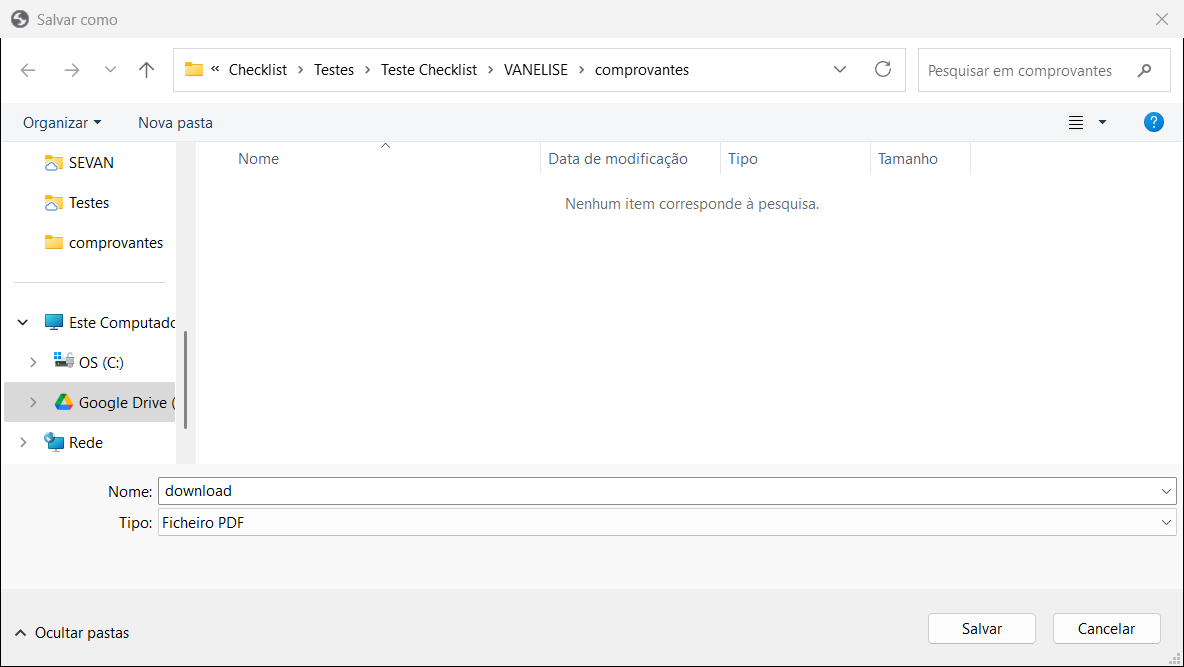 Salvar como
« Checklist › Testes › Teste Checklist › VANELISE › comprovantes
Pesquisar em comprovantes
Organizar
Nova pasta
?
SEVAN
Testes
comprovantes
Este Computado
OS (C:)
Google Drive (
Rede
Nome
Data de modificação
Tipo
Tamanho
Nenhum item corresponde à pesquisa.
Nome: download
Tipo: Ficheiro PDF
Ocultar pastas
Salvar
Cancelar